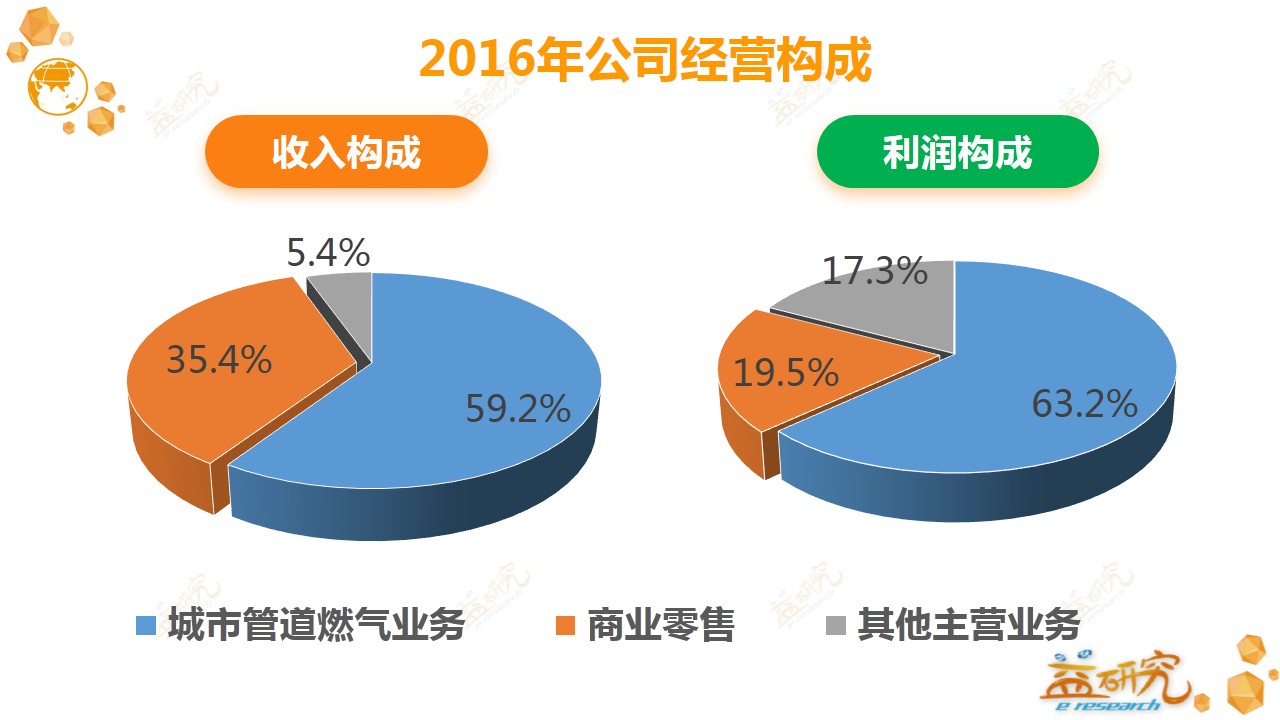 2016年公司经营构成
收入构成
利润构成
5.4%
35.4%
59.2%
17.3%
19.5%
63.2%
城市管道燃气业务
商业零售
其他主营业务
益研究
e research